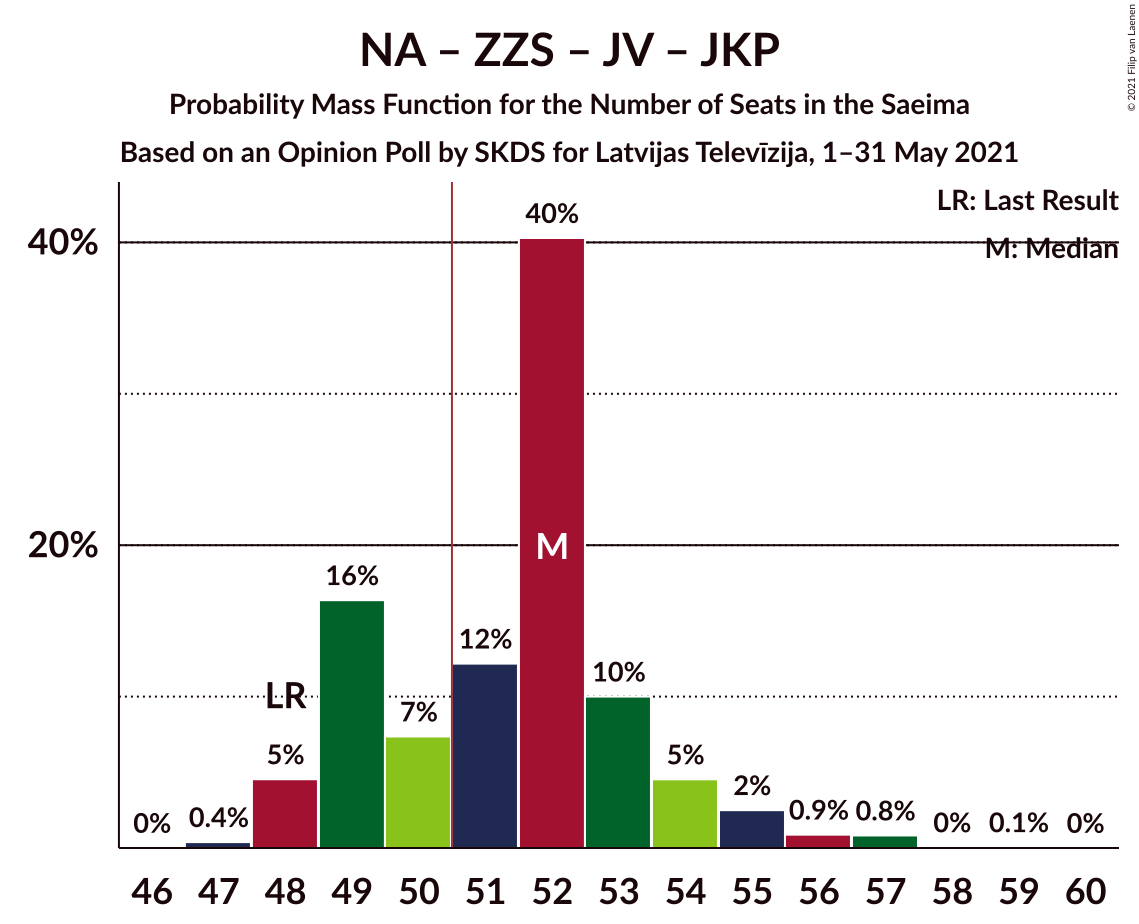 NA – ZZS – JV – JKP
Probability Mass Function for the Number of Seats in the Saeima
Based on an Opinion Poll by SKDS for Latvijas Televīzija, 1–31 May 2021
© 2021 Filip van Laenen
LR: Last Result
M: Median
40%
20%
0%
0.4%
LR
5%
16%
7%
12%
40%
M
10%
5%
2%
0.9%
0.8%
0%
0.1%
0%
46 47 48 49 50 51 52 53 54 55 56 57 58 59 60